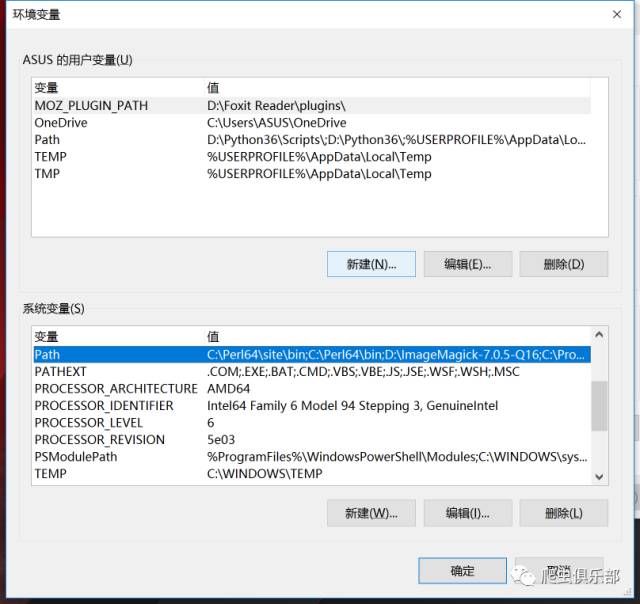 环境变量
ASUS 的用户变量(U)
变量 值
MOZ_PLUGIN_PATH D:\Foxit Reader\plugins\
OneDrive C:\Users\ASUS\OneDrive
Path D:\Python36\Scripts\;D:\Python36\;%USERPROFILE%\AppData\Lo...
TEMP %USERPROFILE%\AppData\Local\Temp
TMP %USERPROFILE%\AppData\Local\Temp
新建(N)... 编辑(E)... 删除(D)
系统变量(S)
变量 值
Path C:\Perl64\site\bin;C:\Perl64\bin;D:\ImageMagick-7.0.5-Q16;C:\Pro...
PATHEXT .COM;.EXE;.BAT;.CMD;.VBS;.VBE;.JS;.JSE;.WSF;.WSH;.MSC
PROCESSOR_ARCHITECTURE AMD64
PROCESSOR_IDENTIFIER Intel64 Family 6 Model 94 Stepping 3, GenuineIntel
PROCESSOR_LEVEL 6
PROCESSOR_REVISION 5e03
PSModulePath %ProgramFiles%\WindowsPowerShell\Modules;C:\WINDOWS\sys...
TEMP C:\WINDOWS\TEMP
新建(W)... 编辑(I)... 删除(L)
确定 取消
爬虫俱乐部